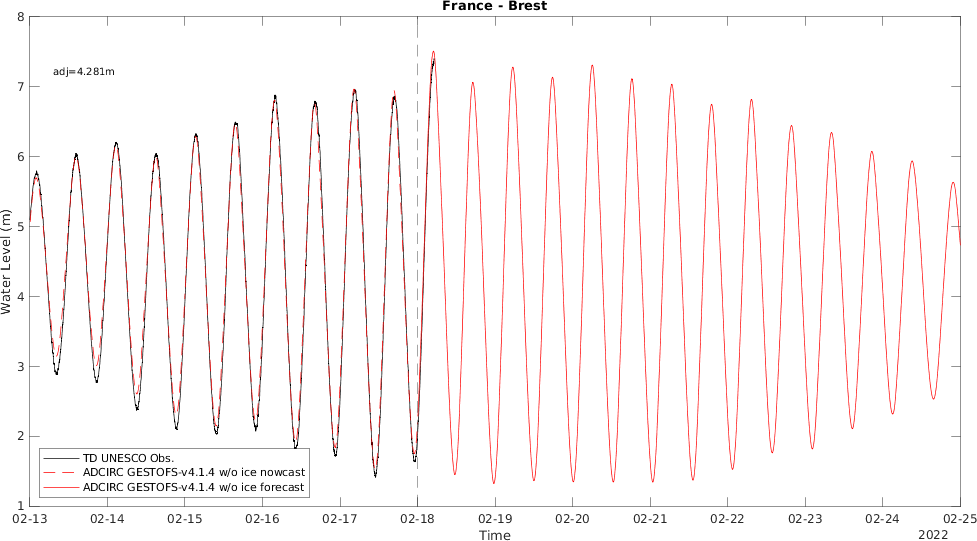 France - Brest
adj=4.281m
Water Level (m)
8
7
6
5
4
3
2
1
TD UNESCO Obs.
ADCIRC GESTOFS-v4.1.4 w/o ice nowcast
ADCIRC GESTOFS-v4.1.4 w/o ice forecast
02-13 02-14 02-15 02-16 02-17 02-18 02-19 02-20 02-21 02-22 02-23 02-24 02-25
Time
2022